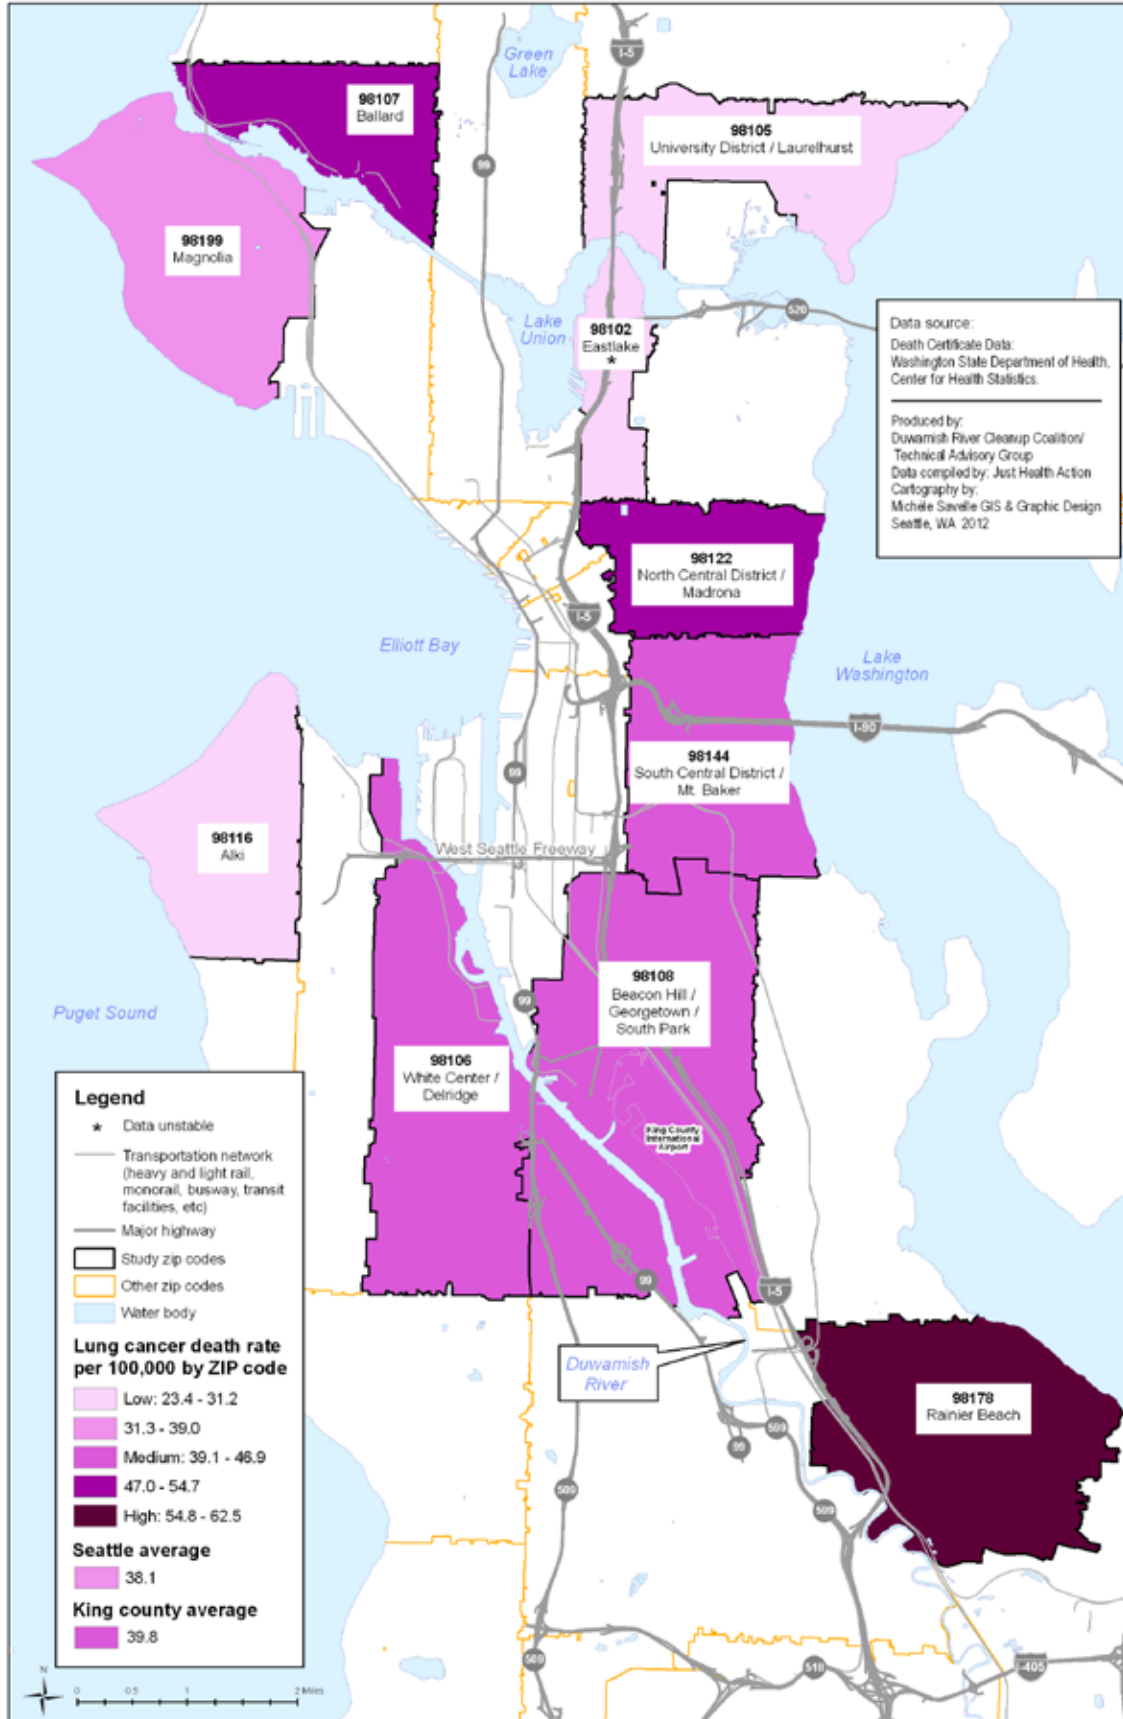 Green
Lake
I-5
98107
Ballard
98105
University District / Laurelhurst
99
98199
Magnolia
Lake
Union
98102
Eastlake
*
520
Data source:
Death Certificate Data:
Washington State Department of Health,
Center for Health Statistics.
Produced by:
Duwamish River Cleanup Coalition/
Technical Advisory Group
Data compiled by: Just Health Action
Cartography by:
Michele Savelle GIS & Graphic Design
Seattle, WA 2012
98122
North Central District /
Madrona
I-5
Elliott Bay
Lake
Washington
I-90
98144
South Central District /
Mt. Baker
99
98116
Alki
West Seattle Freeway
98108
Beacon Hill /
Georgetown /
South Park
99
Puget Sound
98106
White Center /
Delridge
King County
International
Airport
Legend
* Data unstable
Transportation network
(heavy and light rail,
monorail, busway, transit
facilities, etc)
Major highway
Study zip codes
Other zip codes
Water body
Lung cancer death rate
per 100,000 by ZIP code
Low: 23.4 - 31.2
31.3 - 39.0
Medium: 39.1 - 46.9
47.0 - 54.7
High: 54.8 - 62.5
Seattle average
38.1
King county average
39.8
99
I-5
Duwamish
River
98178
Rainier Beach
599
99
509
599
509
518
I-405
N
0 0.5 1 2 Miles